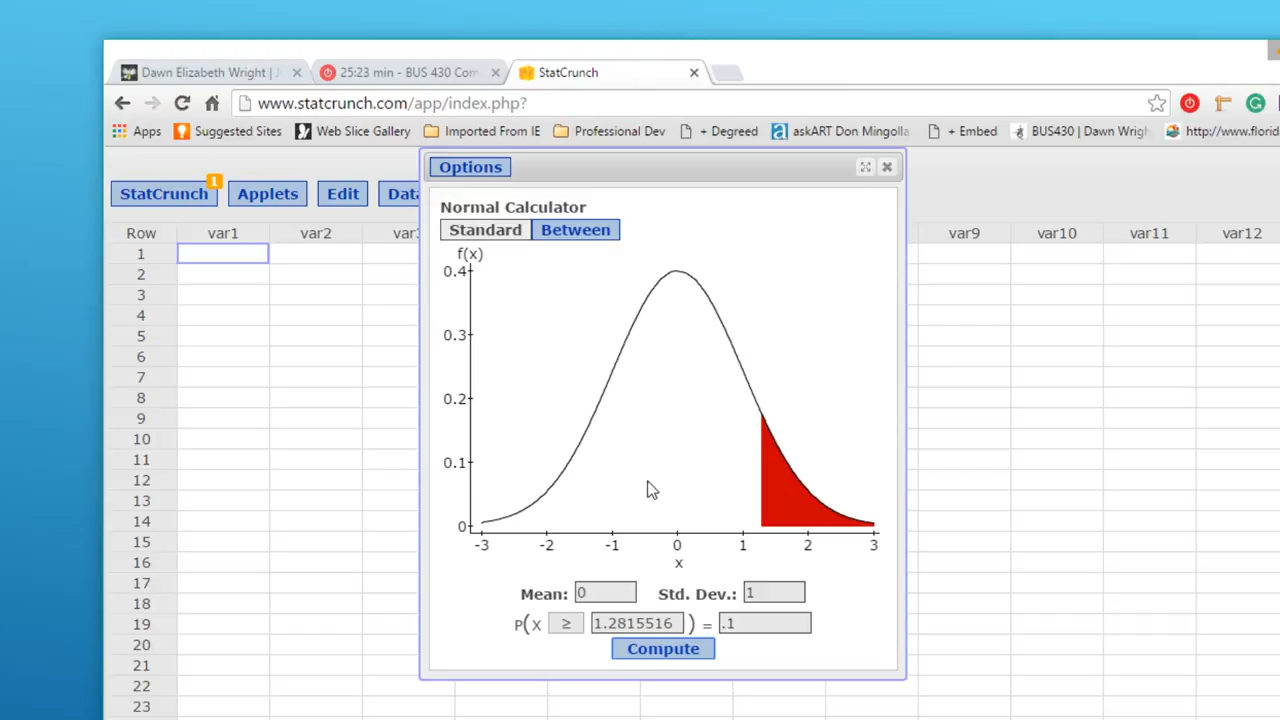 Dawn Elizabeth Wright | J
25:23 min - BUS 430 Com
StatCrunch
www.statcrunch.com/app/index.php?
Apps
Suggested Sites
Web Slice Gallery
Imported From IE
Professional Dev
+ Degreed
askART Don Mingolla
+ Embed
BUS430 | Dawn Wrigh
http://www.florid
Options
StatCrunch
1
Applets
Edit
Data
Normal Calculator
Standard
Between
Row var1 var2 var3 var9 var10 var11 var12
f(x)
0.4
0.3
0.2
0.1
0
-3 -2 -1 0 1 2 3
x
Mean: 0 Std. Dev.: 1
P(X ≥ 1.2815516 ) = .1
Compute
1
2
3
4
5
6
7
8
9
10
11
12
13
14
15
16
17
18
19
20
21
22
23